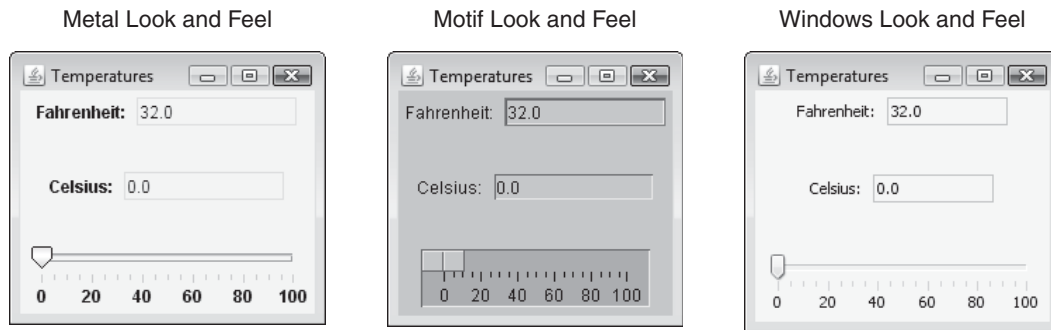 Metal Look and Feel
Motif Look and Feel
Windows Look and Feel
Temperatures
Fahrenheit: 32.0
Celsius: 0.0
0 20 40 60 80 100
Temperatures
Fahrenheit: 32.0
Celsius: 0.0
0 20 40 60 80 100
Temperatures
Fahrenheit: 32.0
Celsius: 0.0
0 20 40 60 80 100